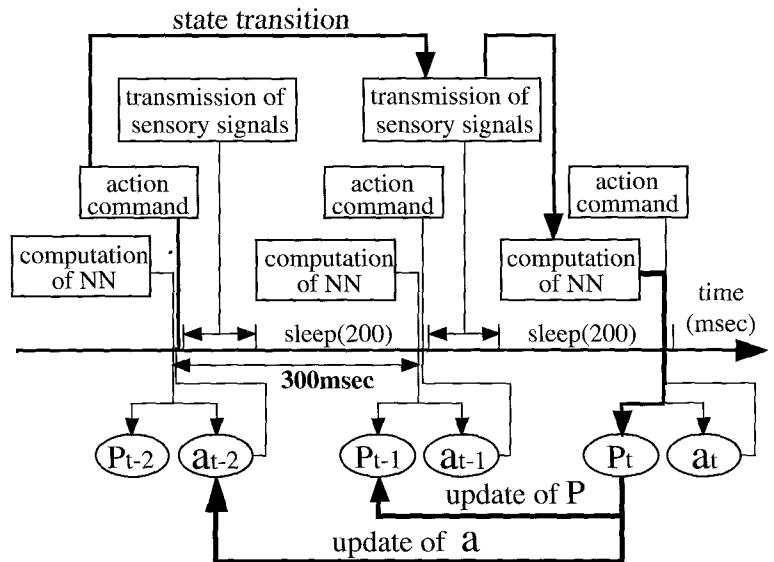 state transition
transmission of
sensory signals
transmission of
sensory signals
action
command
action
command
action
command
computation
of NN
computation
of NN
computation
of NN
time
(msec)
sleep(200)
sleep(200)
300msec
Pt-2
at-2
Pt-1
at-1
Pt
at
update of P
update of a